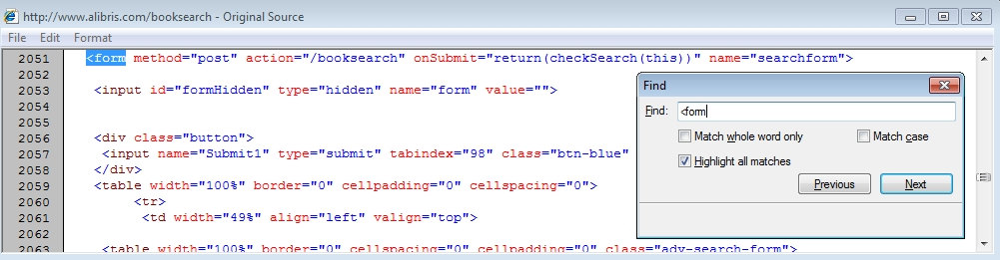 http://www.alibris.com/booksearch - Original Source
File Edit Format
2051 <form method="post" action="/booksearch" onSubmit="return(checkSearch(this))" name="searchform">
2052
2053 <input id="formHidden" type="hidden" name="form" value="">
2054
2055
2056 <div class="button">
2057 <input name="Submit1" type="submit" tabindex="98" class="btn-blue"
2058 </div>
2059 <table width="100%" border="0" cellpadding="0" cellspacing="0">
2060 <tr>
2061 <td width="49%" align="left" valign="top">
2062
2063 <table width="100%" border="0" cellspacing="0" cellpadding="0" class="adv-search-form">
Find
Find: <form
Match whole word only Match case
Highlight all matches
Previous Next